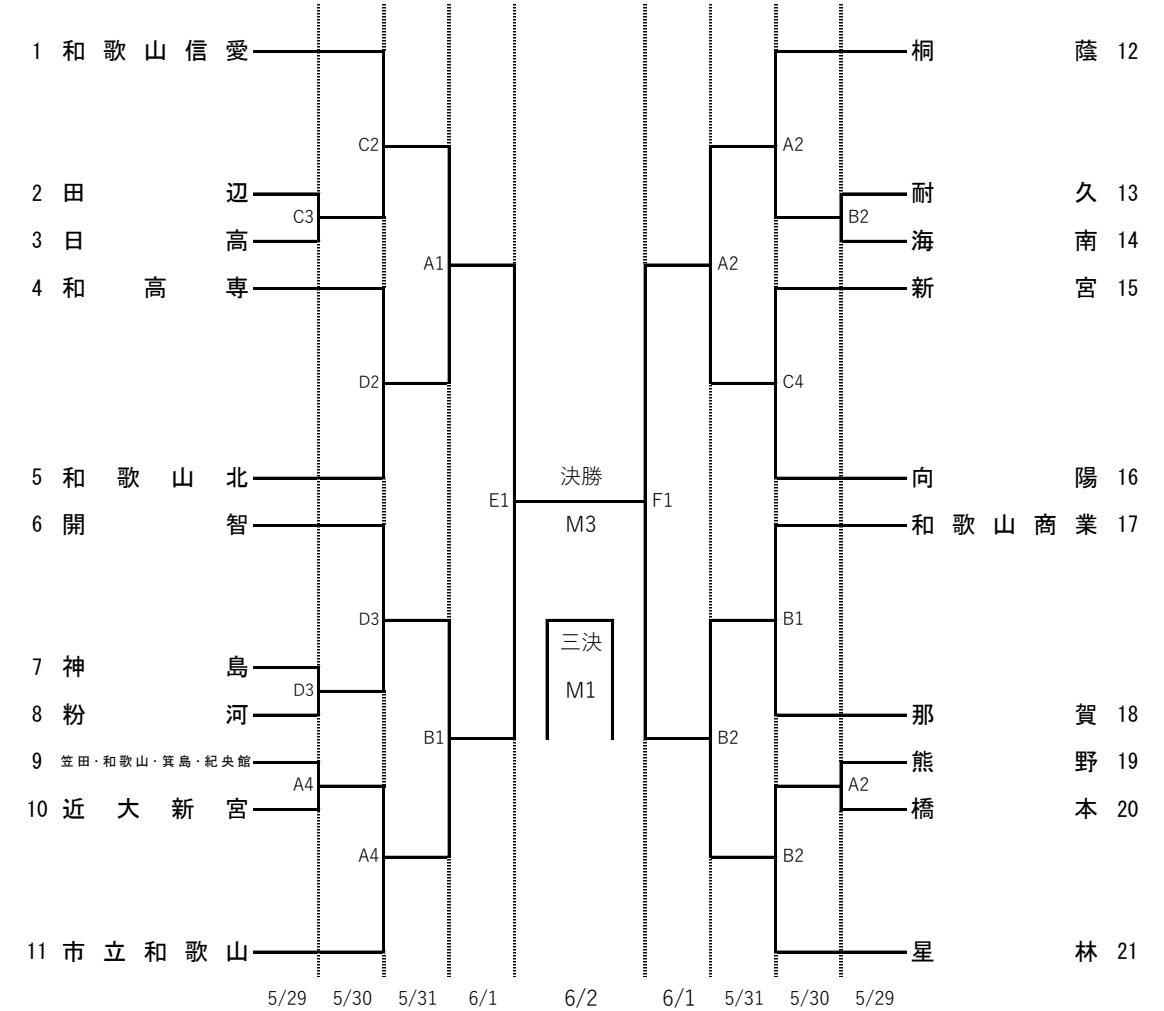 1 和歌山信愛
C2
2 田辺
C3
3 日高
A1
4 和高専
D2
5 和歌山北
E1
6 開智
D3
7 神島
D3
8 粉河
B1
9 笠田・和歌山・箕島・紀央館
A4
10 近大新宮
A4
11 市立和歌山
決勝
M3
三決
M1
桐蔭 12
A2
耐久 13
B2
海南 14
A2
新宮 15
C4
向陽 16
F1
和歌山商業 17
B1
那賀 18
B2
熊野 19
A2
橋本 20
B2
星林 21
5/29 5/30 5/31 6/1 6/2 6/1 5/31 5/30 5/29